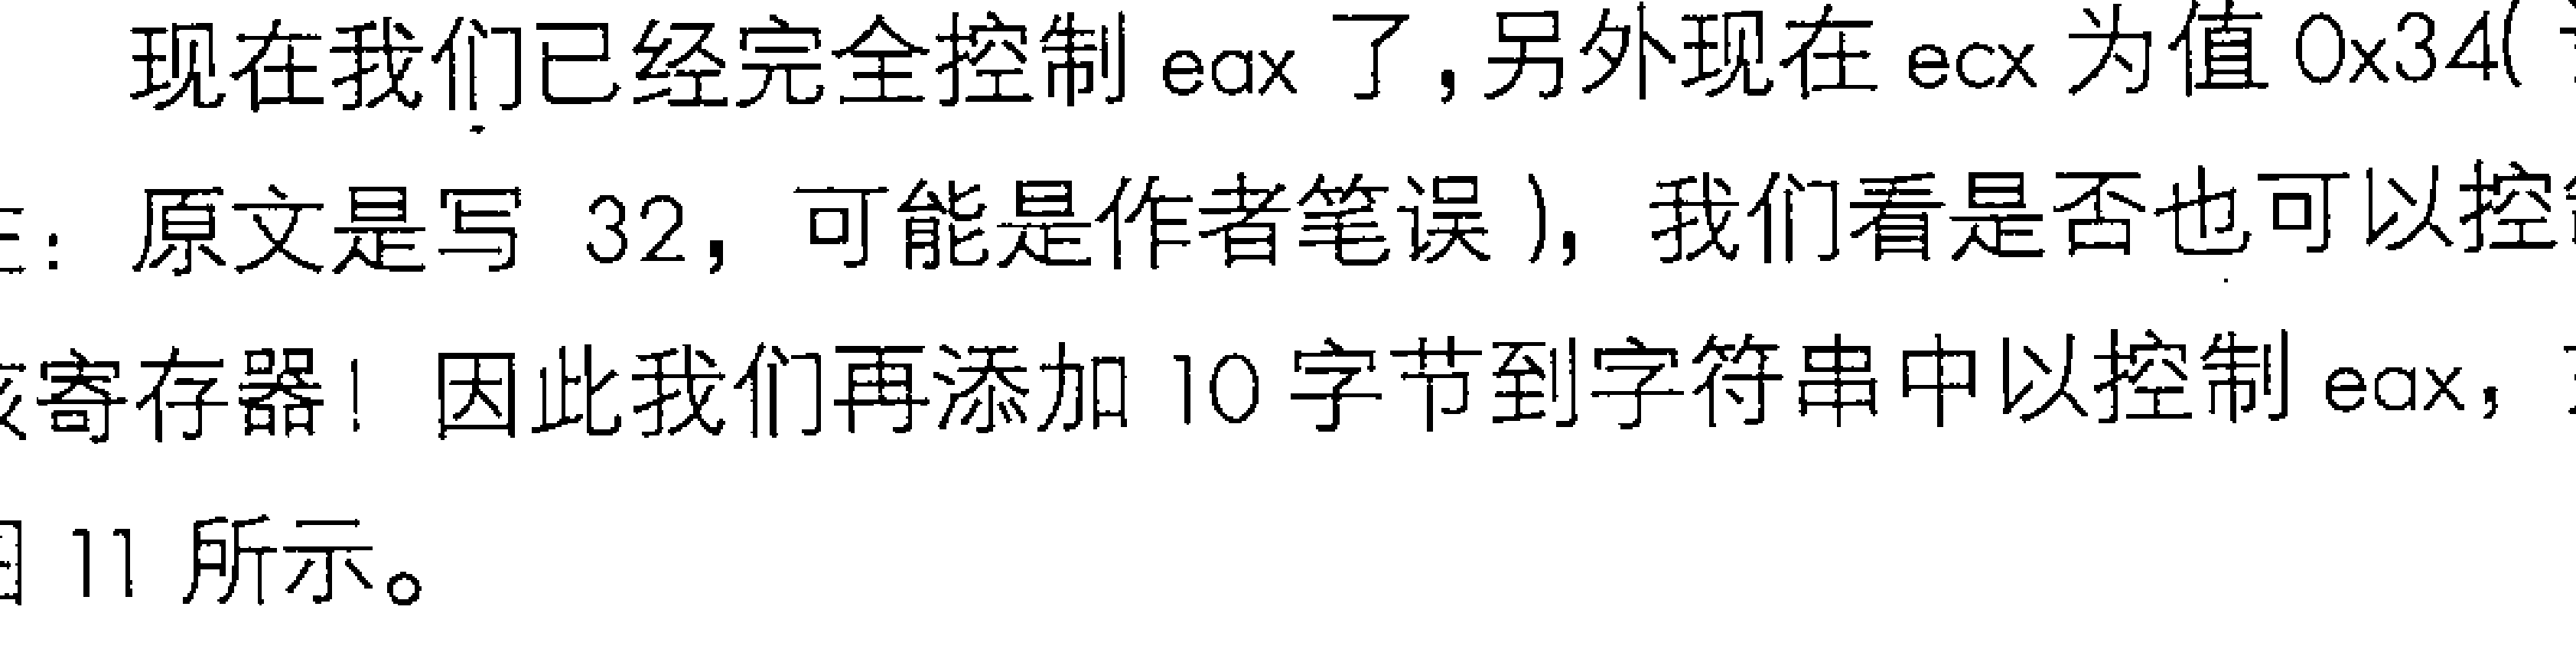 现在我们已经完全控制 eax 了,另外现在 ecx 为值 0x34(
：原文是写 32，可能是作者笔误)，我们看是否也可以控
寄存器！因此我们再添加 10 字节到字符串中以控制 eax，
11 所示。